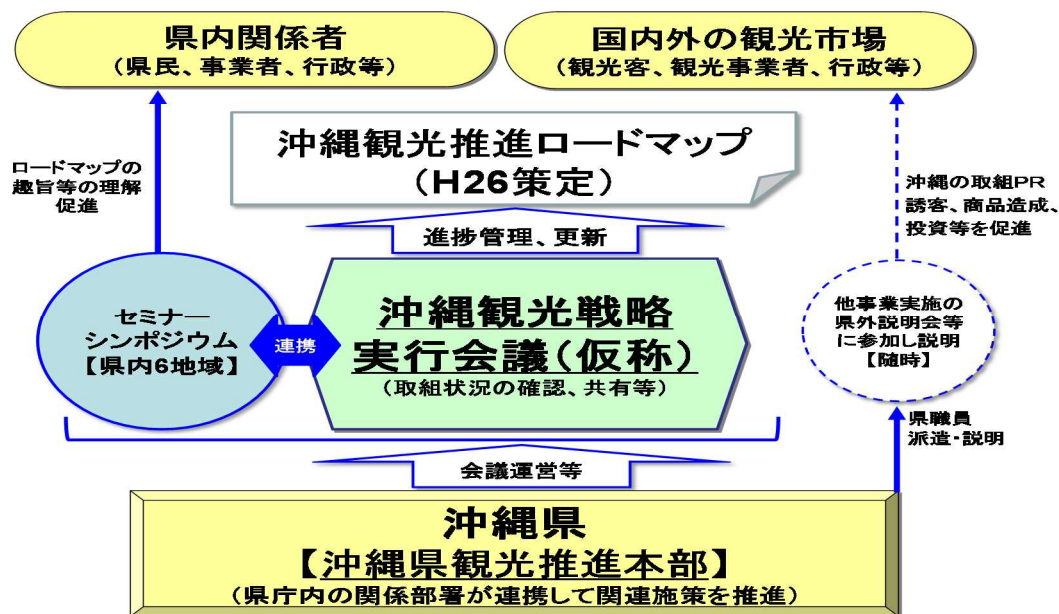 県内関係者
(県民、事業者、行政等)
国内外の観光市場
(観光客、観光事業者、行政等)
沖縄観光推進ロードマップ
(H26策定)
ロードマップの
趣旨等の理解
促進
沖縄の取組PR
誘客、商品造成、
投資等を促進
進捗管理、更新
セミナー
シンポジウム
【県内6地域】
連携
沖縄観光戦略
実行会議(仮称)
(取組状況の確認、共有等)
他事業実施の
県外説明会等
に参加し説明
【随時】
県職員
派遣・説明
会議運営等
沖縄県
【沖縄県観光推進本部】
(県庁内の関係部署が連携して関連施策を推進)